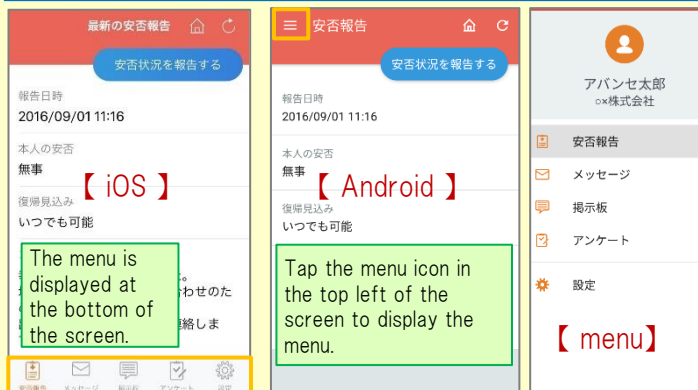 最新の安否報告
安否状況を報告する
報告日時
2016/09/01 11:16
本人の安否
無事
【 iOS 】
復帰見込み
いつでも可能
The menu is
displayed at
the bottom of
the screen.
わせのた
絡しま
安否報告
メッセージ
掲示板
アンケート
設定
安否報告
安否状況を報告する
報告日時
2016/09/01 11:16
本人の安否
無事
【 Android 】
復帰見込み
いつでも可能
Tap the menu icon in
the top left of the
screen to display the
menu.
アバンセ太郎
○×株式会社
安否報告
メッセージ
掲示板
アンケート
設定
【 menu】